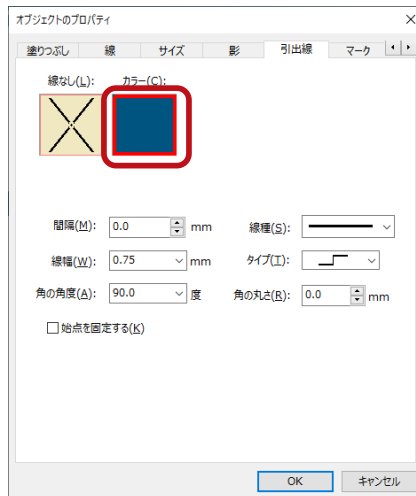 オブジェクトのプロパティ
塗りつぶし 線 サイズ 影 引出線 マーク
線なし(L): カラー(C):
間隔(M): 0.0 mm 線種(S):
線幅(W): 0.75 mm タイプ(T):
角の角度(A): 90.0 度 角の丸さ(R): 0.0 mm
始点を固定する(K)
OK キャンセル